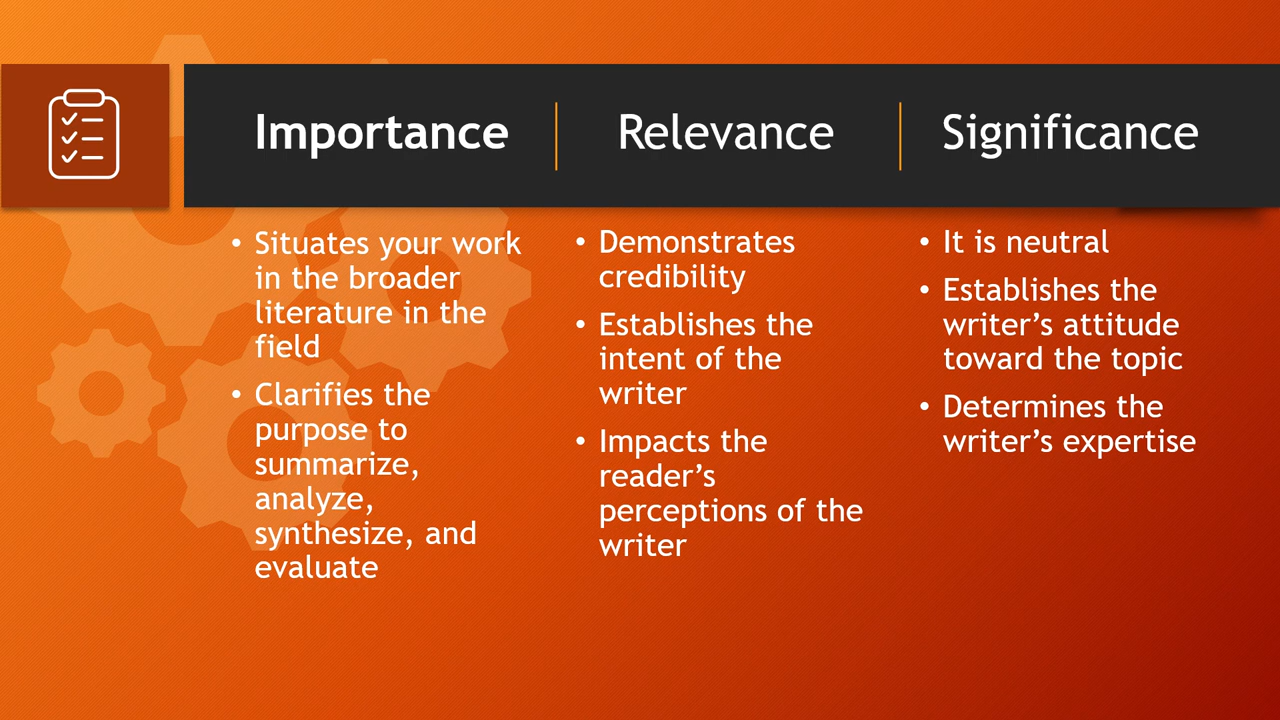 Importance
Relevance
Significance
• Situates your work
in the broader
literature in the
field
• Clarifies the
purpose to
summarize,
analyze,
synthesize, and
evaluate
• Demonstrates
credibility
• Establishes the
intent of the
writer
• Impacts the
reader’s
perceptions of the
writer
• It is neutral
• Establishes the
writer’s attitude
toward the topic
• Determines the
writer’s expertise